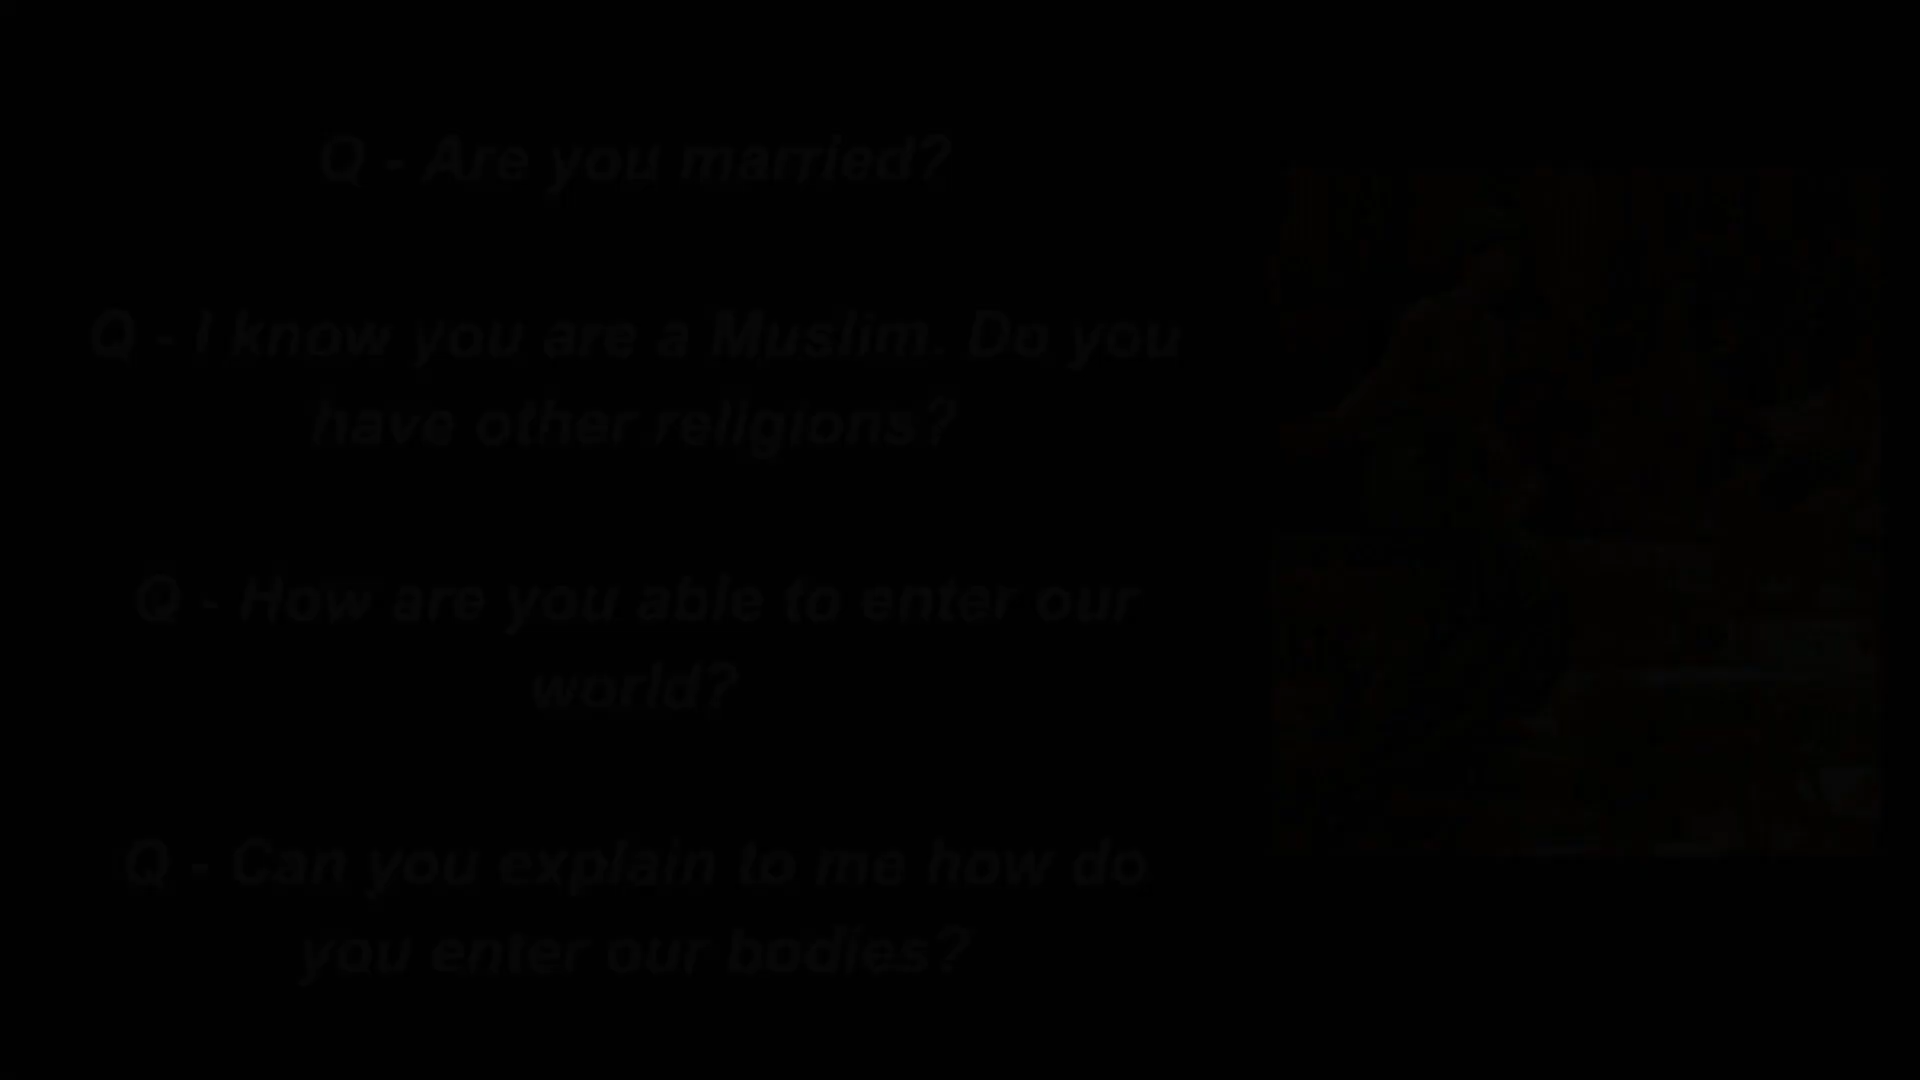 Q - Are you married?
Q - I know you are a Muslim. Do you
have other religions?
Q - How are you able to enter our
world?
Q - Can you explain to me how do
you enter our bodies?